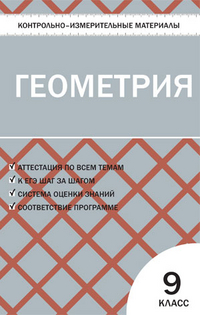 КОНТРОЛЬНО-ИЗМЕРИТЕЛЬНЫЕ МАТЕРИАЛЫ
ГЕОМЕТРИЯ
АТТЕСТАЦИЯ ПО ВСЕМ ТЕМАМ
К ЕГЭ ШАГ ЗА ШАГОМ
СИСТЕМА ОЦЕНКИ ЗНАНИЙ
СООТВЕТСТВИЕ ПРОГРАММЕ
9
КЛАСС